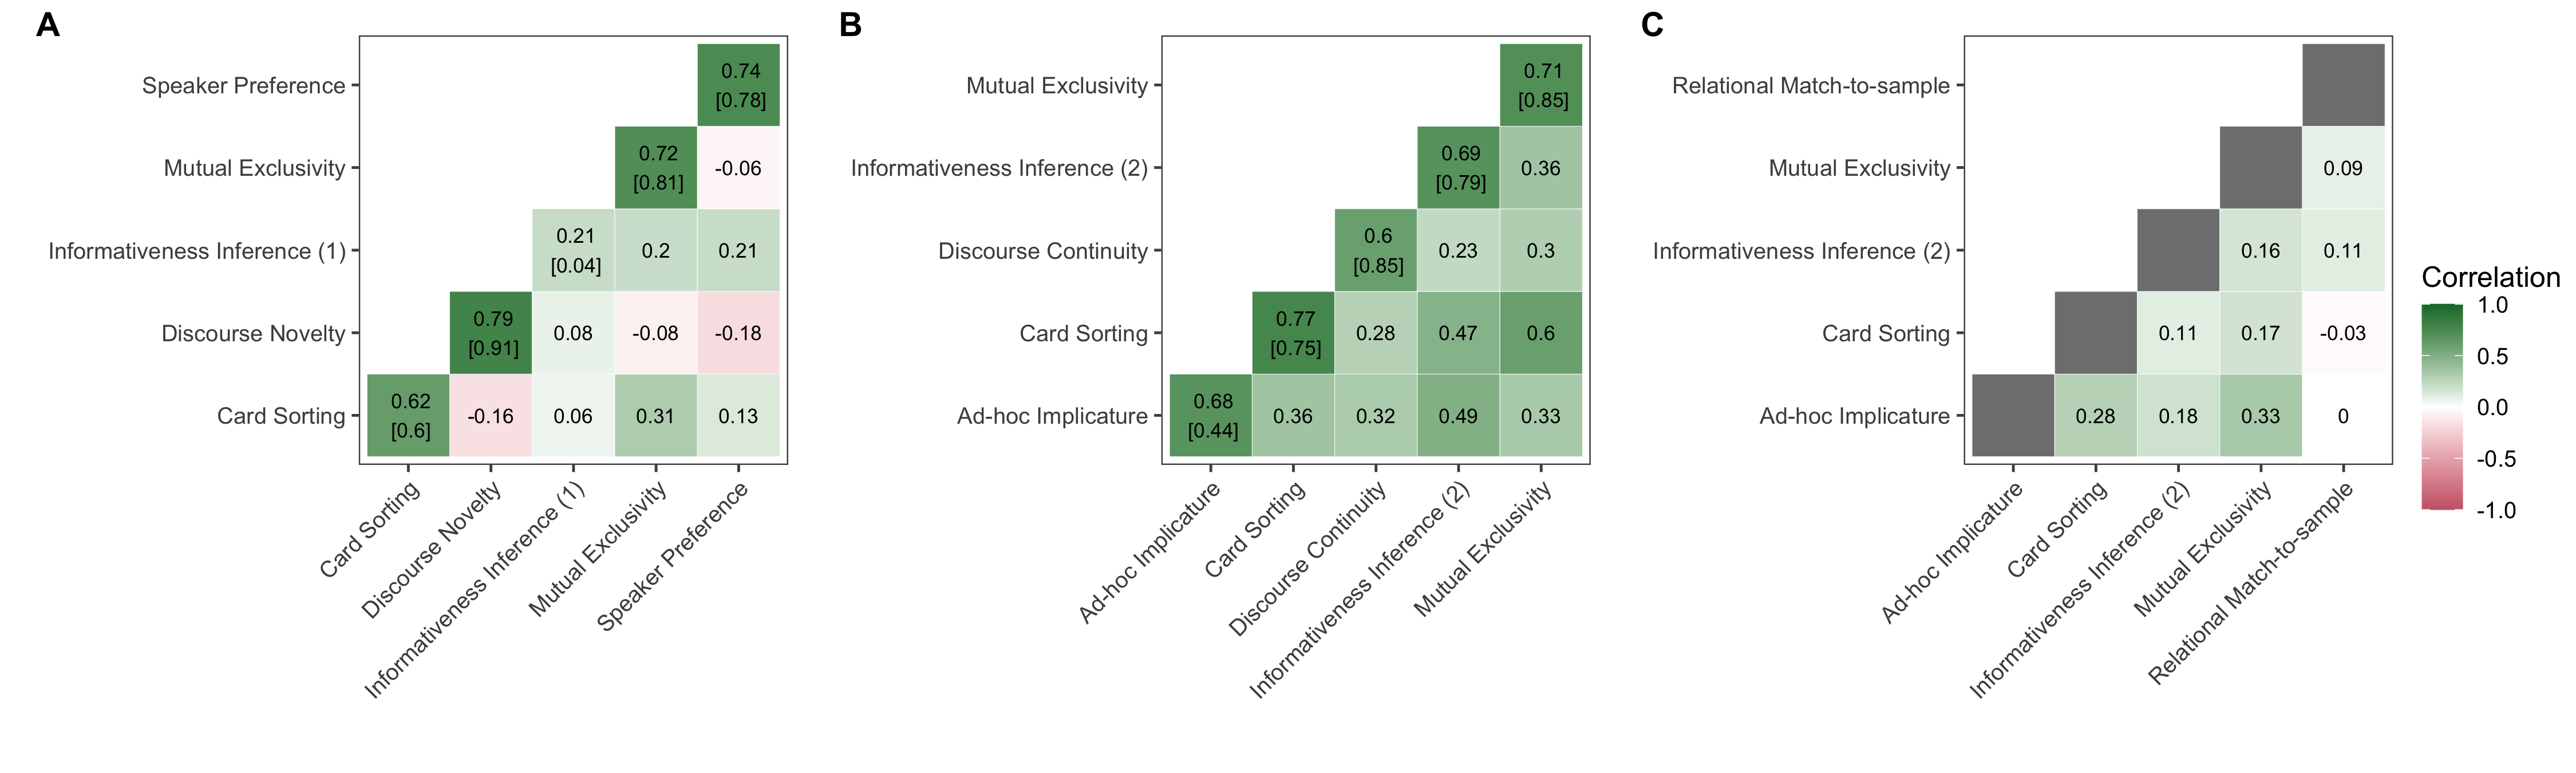 A
Speaker Preference
0.74
[0.78]
Mutual Exclusivity
0.72
[0.81]
-0.06
Informativeness Inference (1)
0.21
[0.04]
0.2
0.21
Discourse Novelty
0.79
[0.91]
0.08
-0.08
-0.18
Card Sorting
0.62
[0.6]
-0.16
0.06
0.31
0.13
Card Sorting
Discourse Novelty
Informativeness Inference (1)
Mutual Exclusivity
Speaker Preference
B
Mutual Exclusivity
0.71
[0.85]
Informativeness Inference (2)
0.69
[0.79]
0.36
Discourse Continuity
0.6
[0.85]
0.23
0.3
Card Sorting
0.77
[0.75]
0.28
0.47
0.6
Ad-hoc Implicature
0.68
[0.44]
0.36
0.32
0.49
0.33
Ad-hoc Implicature
Card Sorting
Discourse Continuity
Informativeness Inference (2)
Mutual Exclusivity
C
Relational Match-to-sample
Mutual Exclusivity
0.09
Informativeness Inference (2)
0.16
0.11
Card Sorting
0.11
0.17
-0.03
Ad-hoc Implicature
0.28
0.18
0.33
0
Ad-hoc Implicature
Card Sorting
Informativeness Inference (2)
Mutual Exclusivity
Relational Match-to-sample
Correlation
1.0
0.5
0.0
-0.5
-1.0